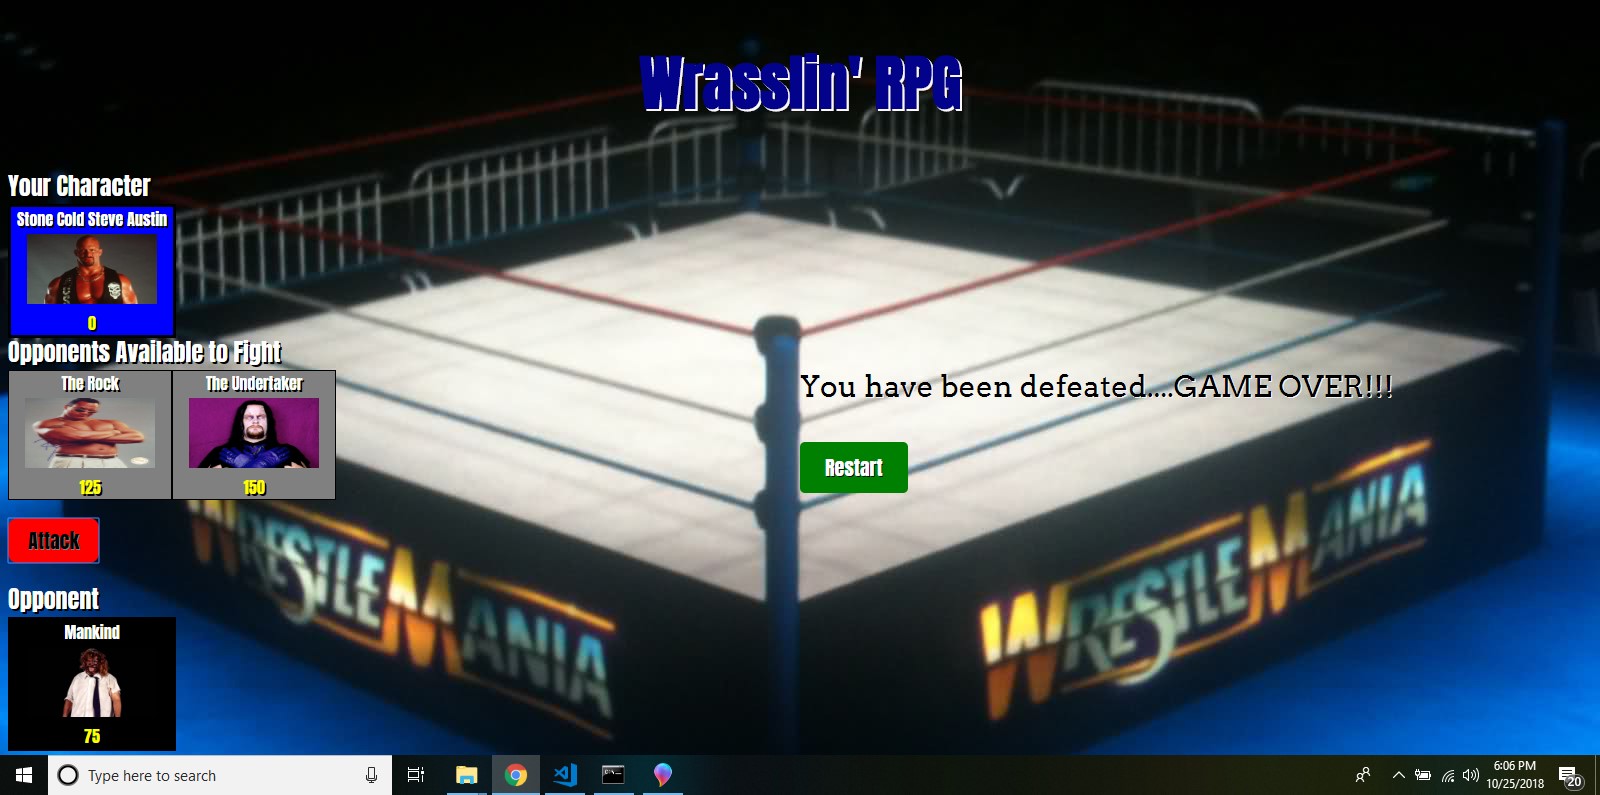 Wrasslin' RPG
Your Character
Stone Cold Steve Austin
0
Opponents Available to Fight
The Rock
125
The Undertaker
150
You have been defeated....GAME OVER!!!
Restart
Attack
Opponent
Mankind
75
WRESTLEMANIA
WRESTLEMANIA
Type here to search
6:06 PM
10/25/2018
20